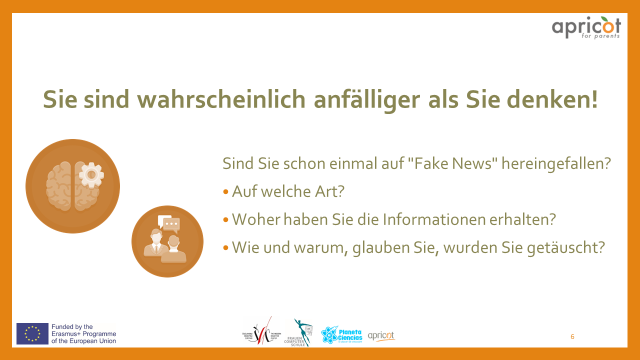 apricot
for parents
Sie sind wahrscheinlich anfälliger als Sie denken!
Sind Sie schon einmal auf "Fake News" hereingefallen?
• Auf welche Art?
• Woher haben Sie die Informationen erhalten?
• Wie und warum, glauben Sie, wurden Sie getäuscht?
Funded by the
Erasmus+ Programme
of the European Union
Planeta
Ciencies
apricot
6